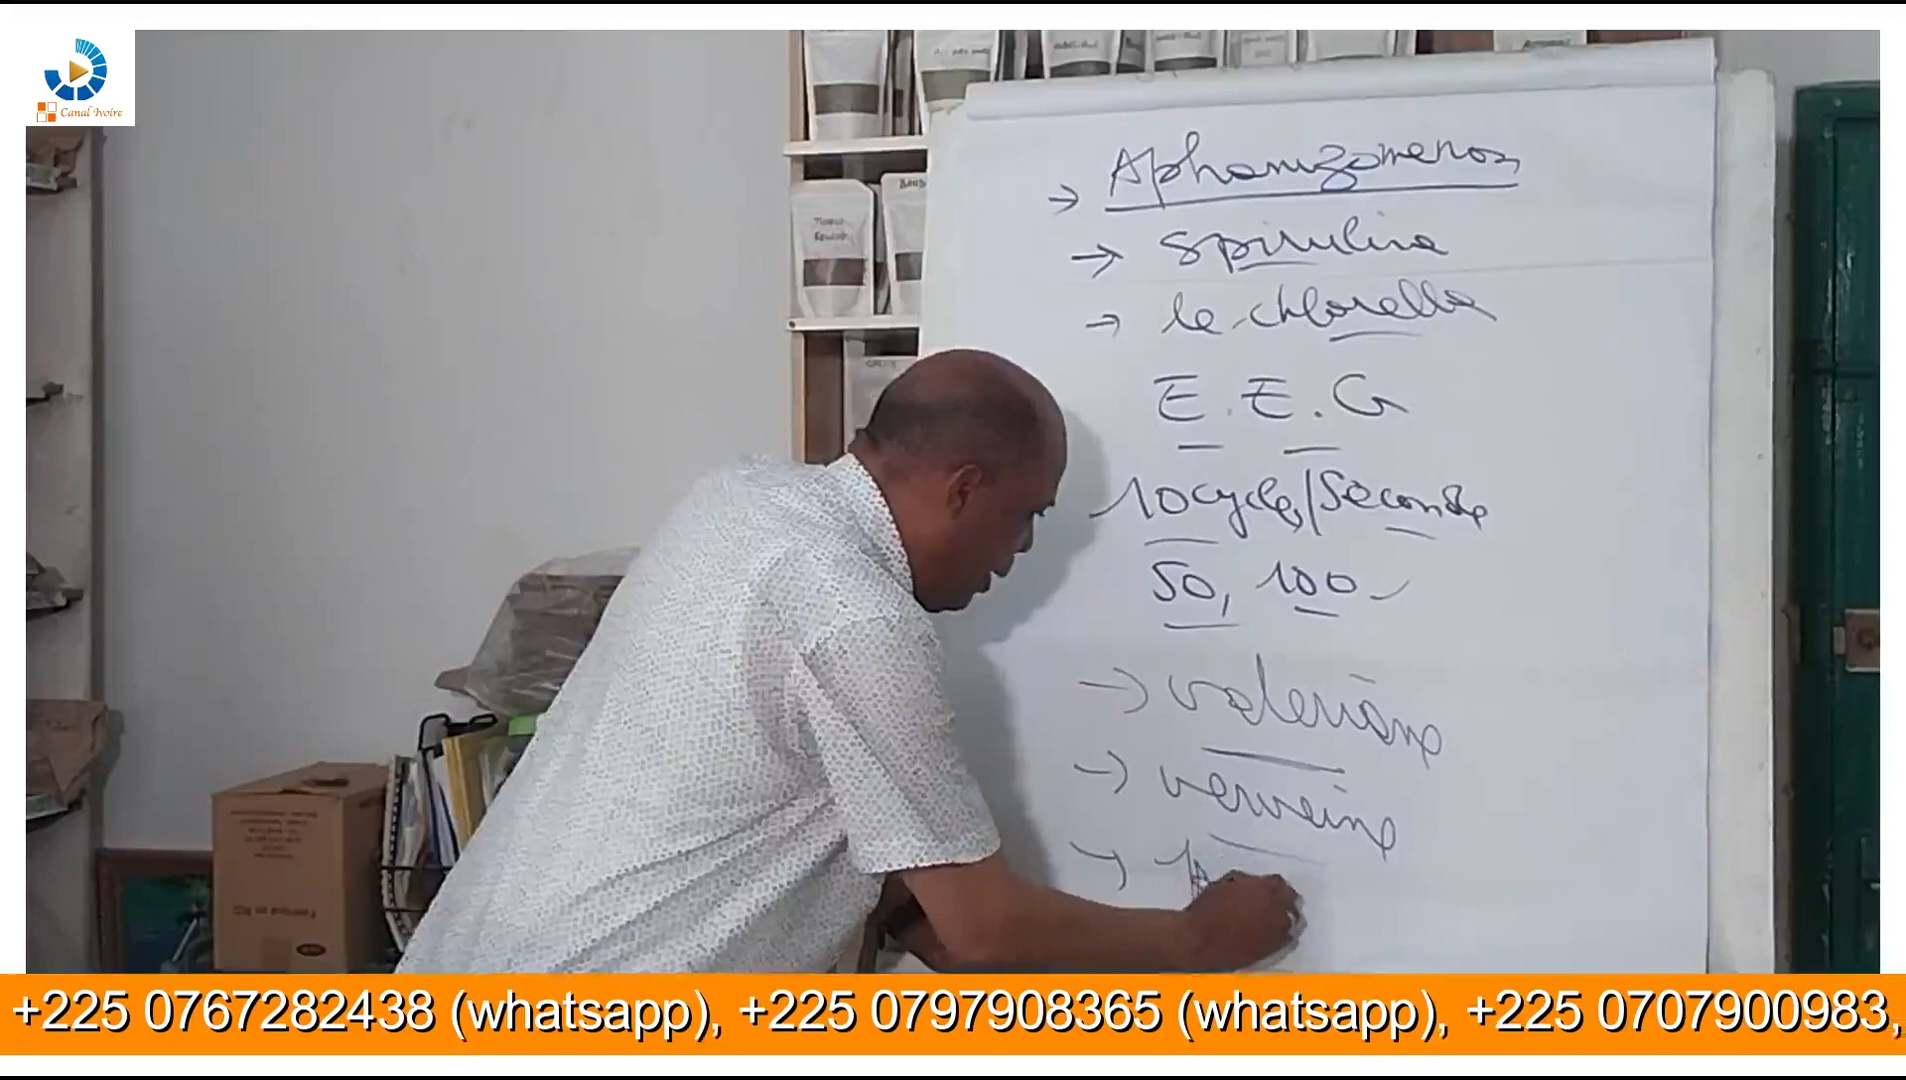 Canal Ivoire
→ Aphanizomenon
→ Spirulina
→ le chlorella
E.E.G
10 cycles/seconde
50, 100
→ valériane
→ verveine
→
+225 0767282438 (whatsapp), +225 0797908365 (whatsapp), +225 0707900983,